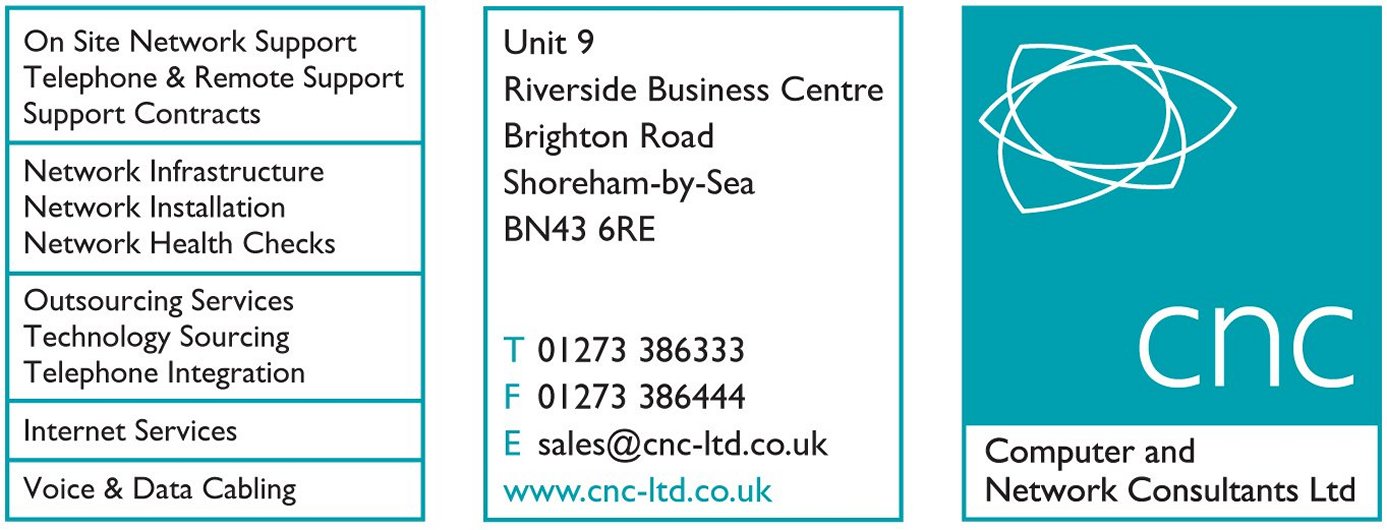 On Site Network Support
Telephone & Remote Support
Support Contracts
Network Infrastructure
Network Installation
Network Health Checks
Outsourcing Services
Technology Sourcing
Telephone Integration
Internet Services
Voice & Data Cabling
Unit 9
Riverside Business Centre
Brighton Road
Shoreham-by-Sea
BN43 6RE
T 01273 386333
F 01273 386444
E sales@cnc-ltd.co.uk
www.cnc-ltd.co.uk
cnc
Computer and
Network Consultants Ltd